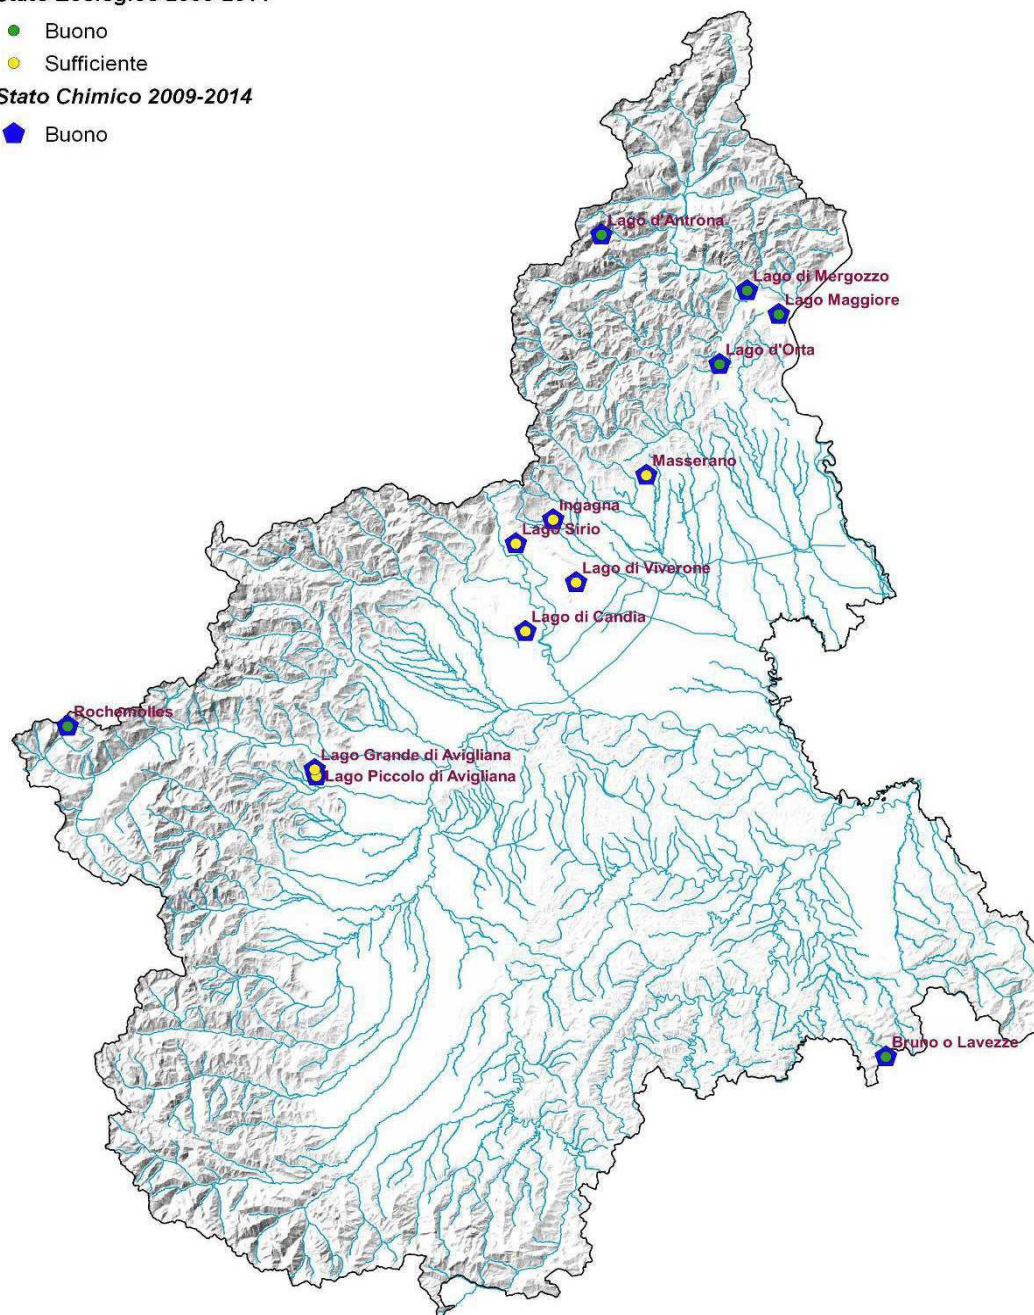 Buono
Sufficiente
Stato Chimico 2009-2014
Buono
Lago d'Antrona
Lago di Mergozzo
Lago Maggiore
Lago d'Orta
Masserano
Ingagna
Lago Sirio
Lago di Viverone
Lago di Candia
Rochemolles
Lago Grande di Avigliana
Lago Piccolo di Avigliana
Bruno o Lavezze